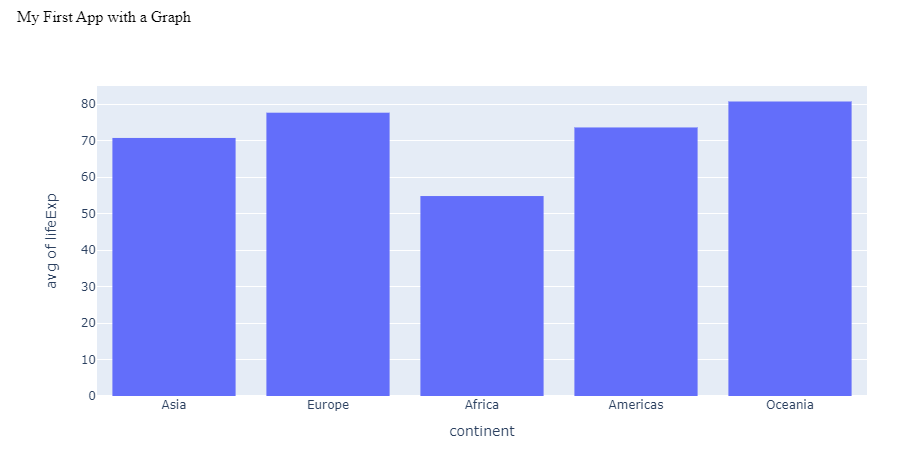 My First App with a Graph
avg of lifeExp
80
70
60
50
40
30
20
10
0
Asia Europe Africa Americas Oceania
continent